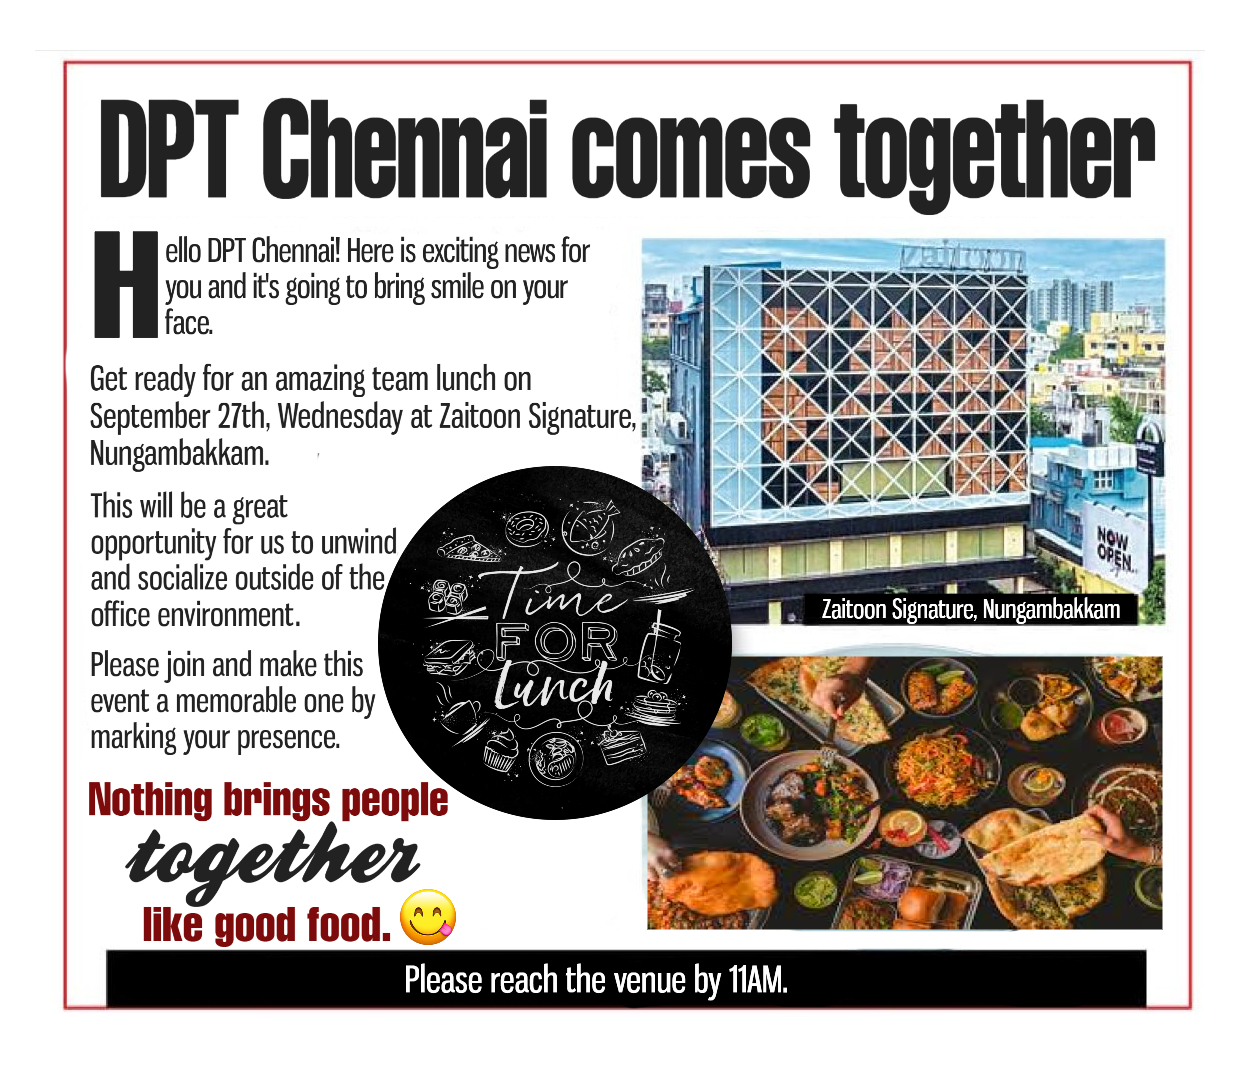 DPT Chennai comes together
Hello DPT Chennai! Here is exciting news for
you and it's going to bring smile on your
face.
Get ready for an amazing team lunch on
September 27th, Wednesday at Zaitoon Signature,
Nungambakkam.
This will be a great
opportunity for us to unwind
and socialize outside of the
office environment.
Please join and make this
event a memorable one by
marking your presence.
Nothing brings people
together
like good food.
Time
FOR
Lunch
zaitoon
NOW
OPEN
Zaitoon Signature, Nungambakkam
Please reach the venue by 11AM.